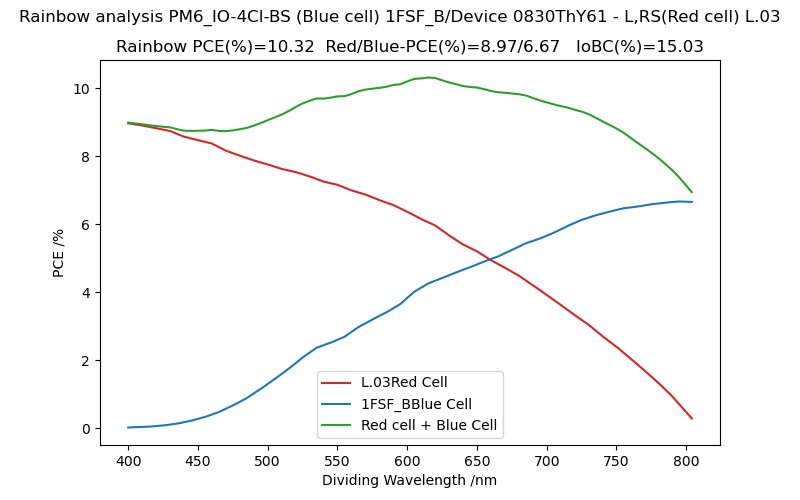 Rainbow analysis PM6_IO-4Cl-BS (Blue cell) 1FSF_B/Device 0830ThY61 - L,RS(Red cell) L.03
Rainbow PCE(%)=10.32 Red/Blue-PCE(%)=8.97/6.67 IoBC(%)=15.03
PCE /%
10
8
6
4
2
0
L.03Red Cell
1FSF_BBlue Cell
Red cell + Blue Cell
400 450 500 550 600 650 700 750 800
Dividing Wavelength /nm